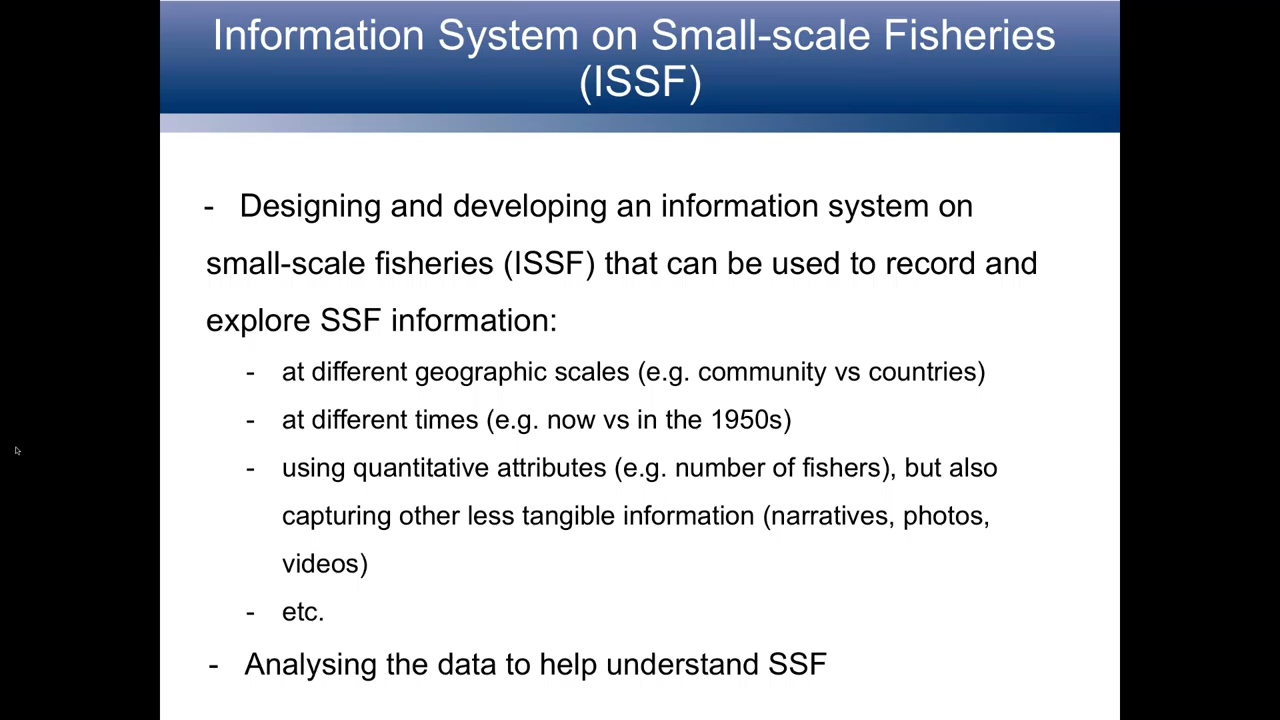 Information System on Small-scale Fisheries
(ISSF)
- Designing and developing an information system on
small-scale fisheries (ISSF) that can be used to record and
explore SSF information:
- at different geographic scales (e.g. community vs countries)
- at different times (e.g. now vs in the 1950s)
- using quantitative attributes (e.g. number of fishers), but also
capturing other less tangible information (narratives, photos,
videos)
- etc.
- Analysing the data to help understand SSF